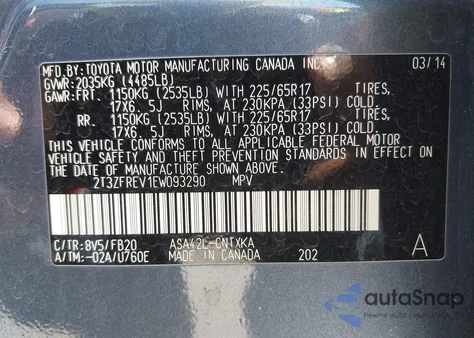 MFD. BY: TOYOTA MOTOR MANUFACTURING CANADA INC. 03/14
GVWR: 2035KG (4485LB)
GAWR: FRT. 1150KG (2535LB) WITH 225/65R17 TIRES,
17X6. 5J RIMS, AT 230KPA (33PSI) COLD.
RR. 1150KG (2535LB) WITH 225/65R17 TIRES,
17X6. 5J RIMS, AT 230KPA (33PSI) COLD.
THIS VEHICLE CONFORMS TO ALL APPLICABLE FEDERAL MOTOR
VEHICLE SAFETY AND THEFT PREVENTION STANDARDS IN EFFECT ON
THE DATE OF MANUFACTURE SHOWN ABOVE.
2T3ZFREV1EW093290 MPV
C/TR: 8V5/FB20 ASA42L-CNTXKA
A/TM: -02A/U760E MADE IN CANADA 202 A
autoSnap